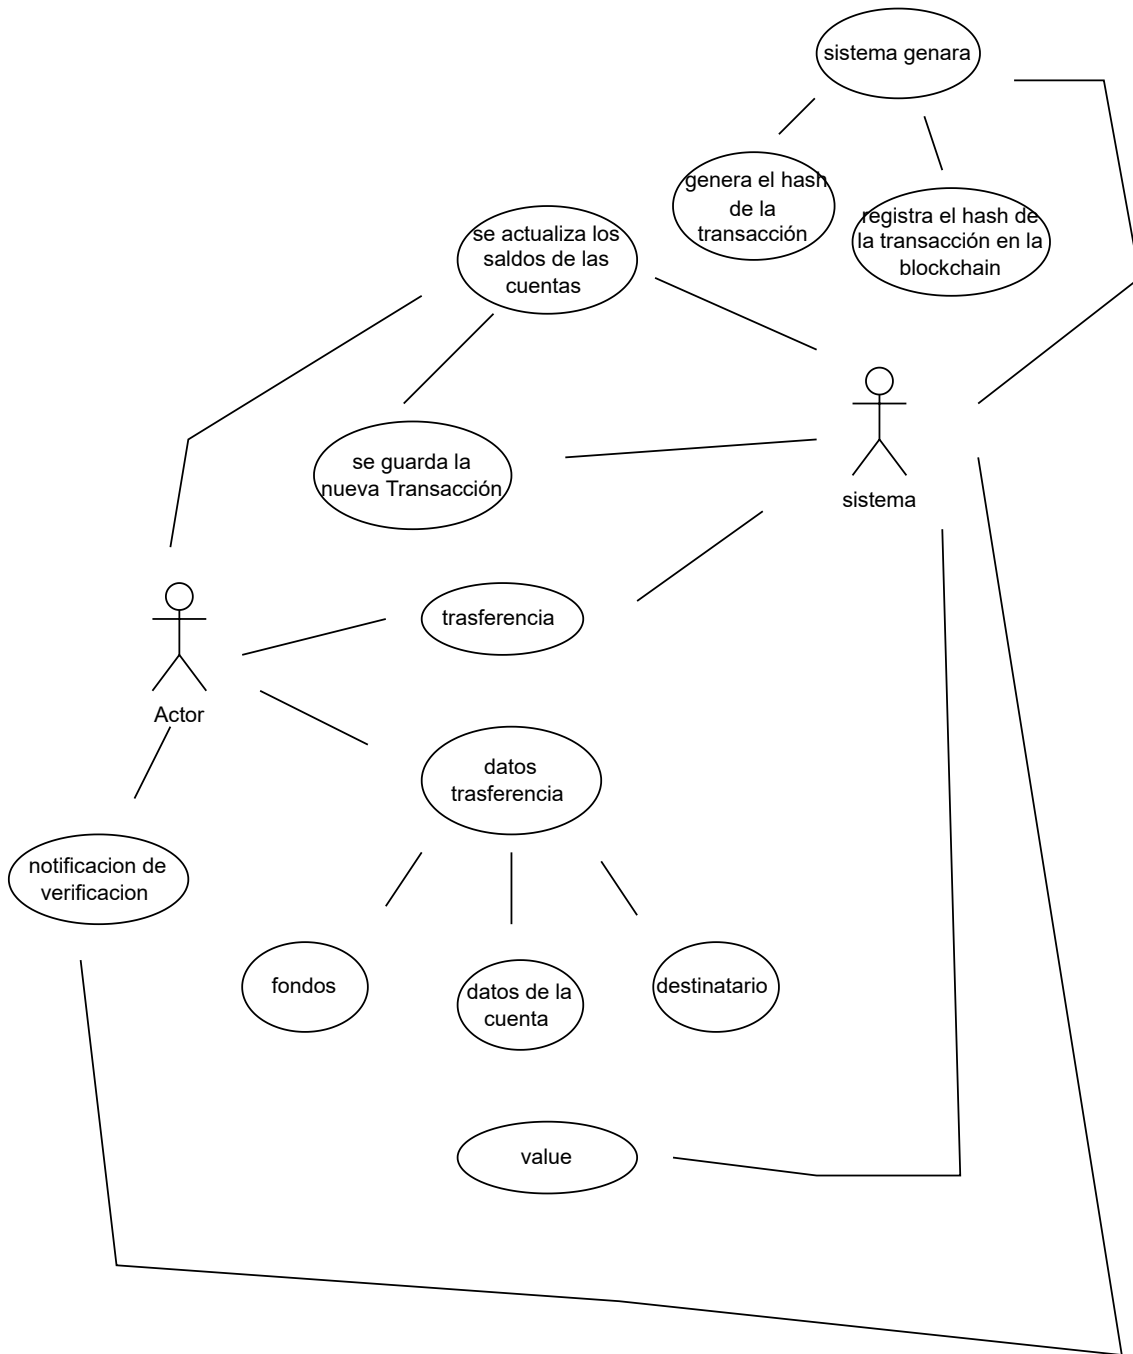 sistema genara
genera el hash
de la
transacción
registra el hash de
la transacción en la
blockchain
se actualiza los
saldos de las
cuentas
sistema
se guarda la
nueva Transacción
trasferencia
Actor
datos
trasferencia
notificacion de
verificacion
fondos
datos de la
cuenta
destinatario
value